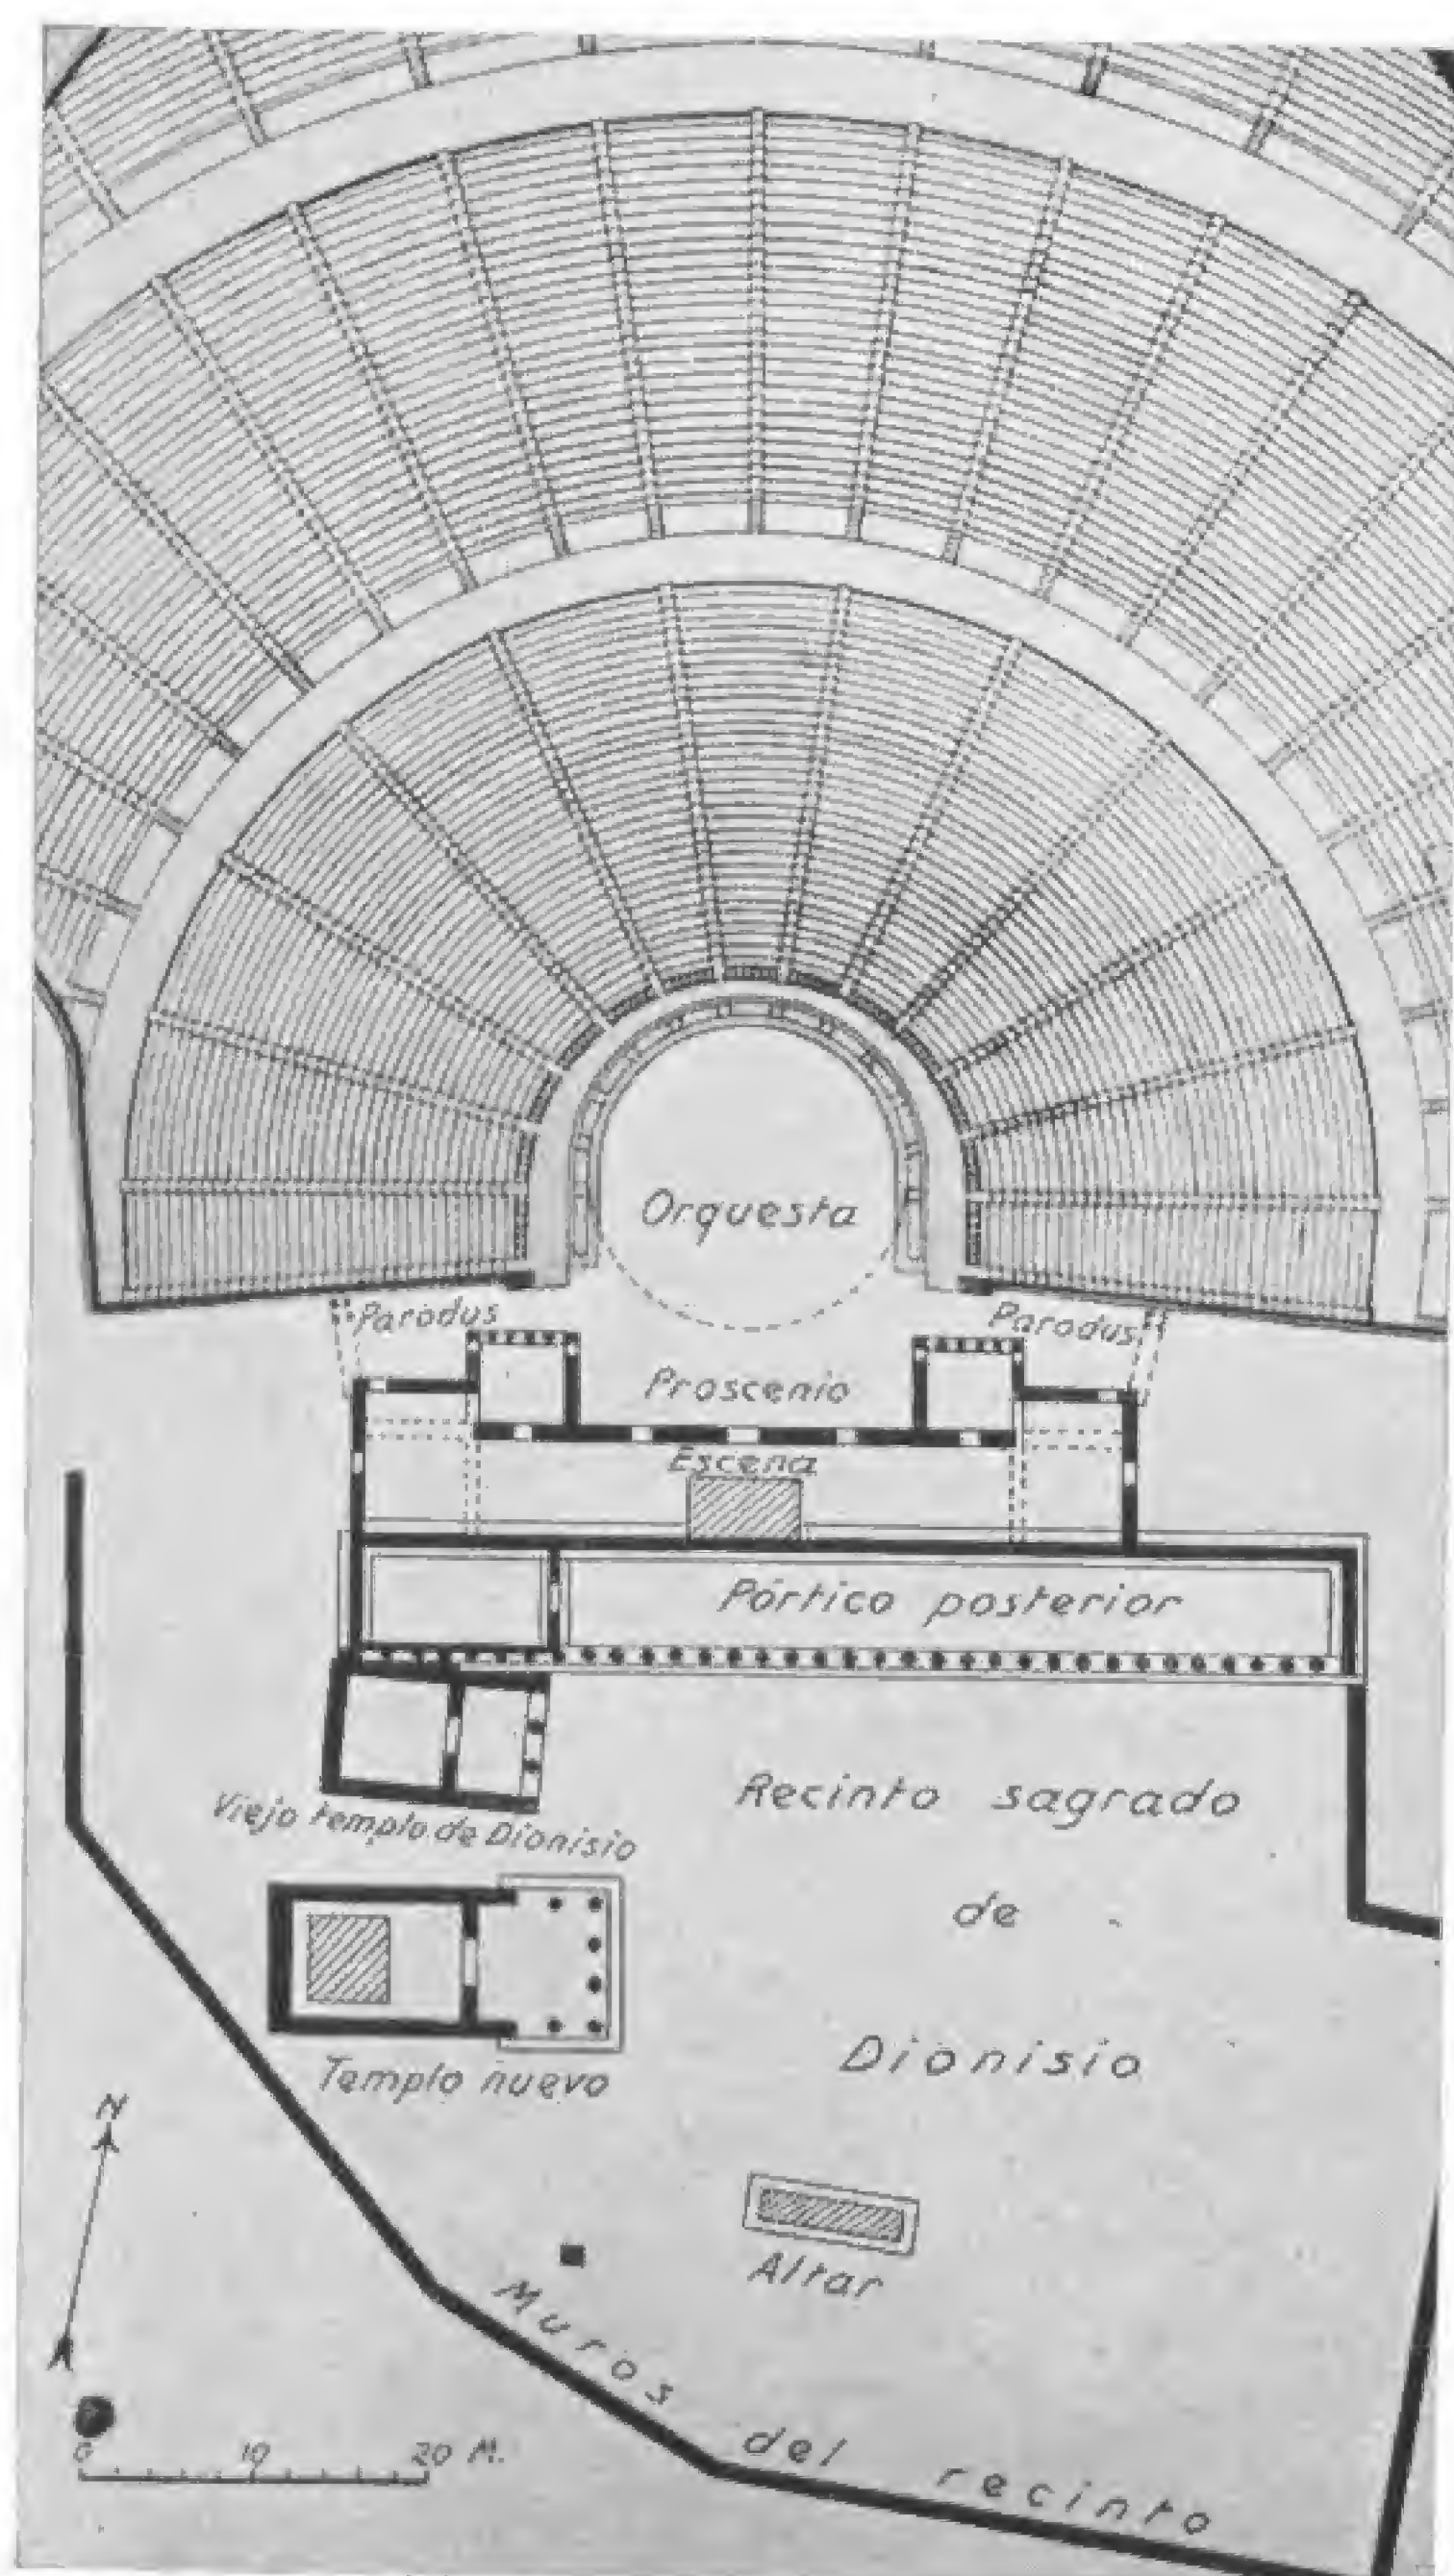 Orquesta
Parodus
Parodus
Proscenio
Escena
Pórtico posterior
Viejo templo de Dionisio
Recinto sagrado
de
Dionisio
Templo nuevo
N
Altar
Muros del recinto
0 10 20 M.